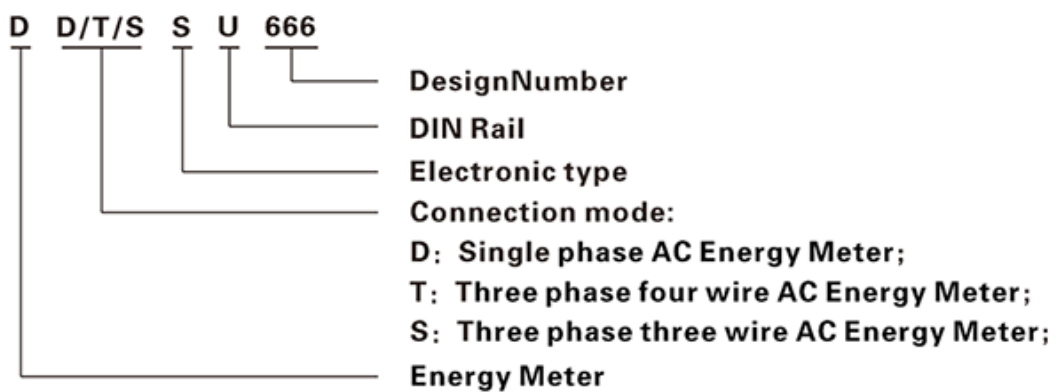 D D/T/S S U 666
DesignNumber
DIN Rail
Electronic type
Connection mode:
D: Single phase AC Energy Meter;
T: Three phase four wire AC Energy Meter;
S: Three phase three wire AC Energy Meter;
Energy Meter